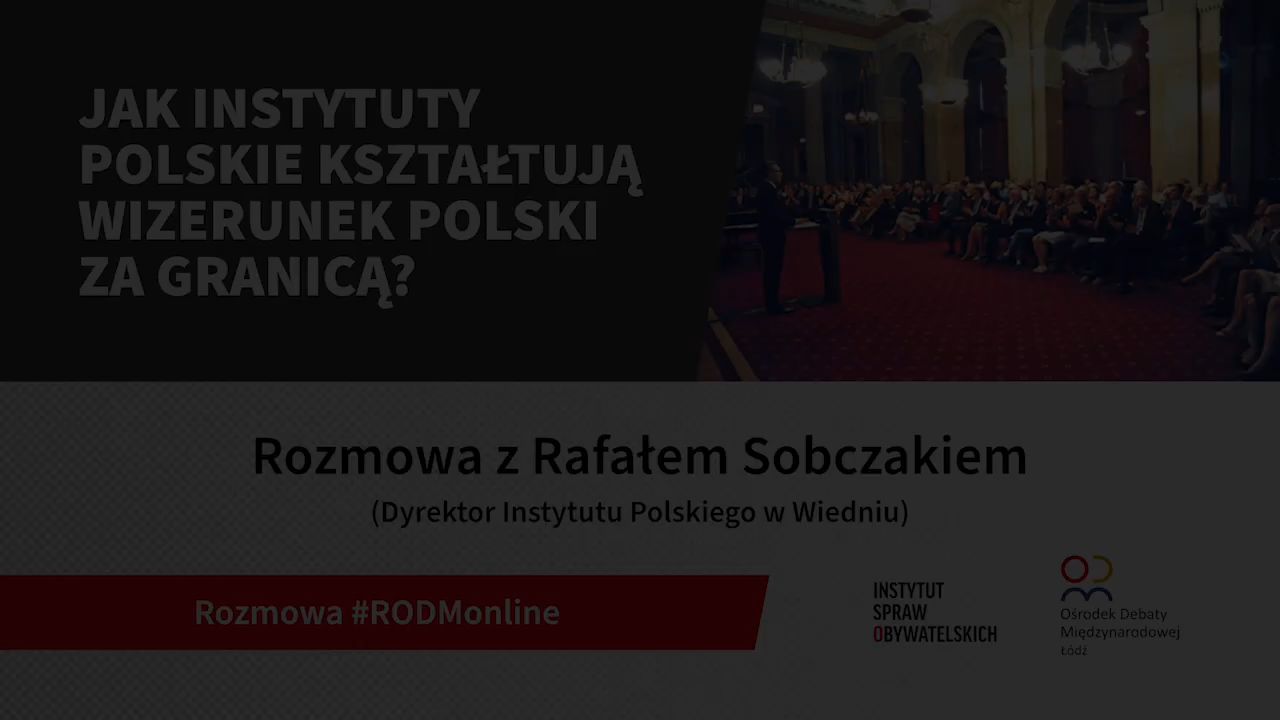 JAK INSTYTUTY
POLSKIE KSZTAŁTUJĄ
WIZERUNEK POLSKI
ZA GRANICĄ?
Rozmowa z Rafałem Sobczakiem
(Dyrektor Instytutu Polskiego w Wiedniu)
Rozmowa #RODMonline
INSTYTUT
SPRAW
OBYWATELSKICH
Ośrodek Debaty
Międzynarodowej
Łódź